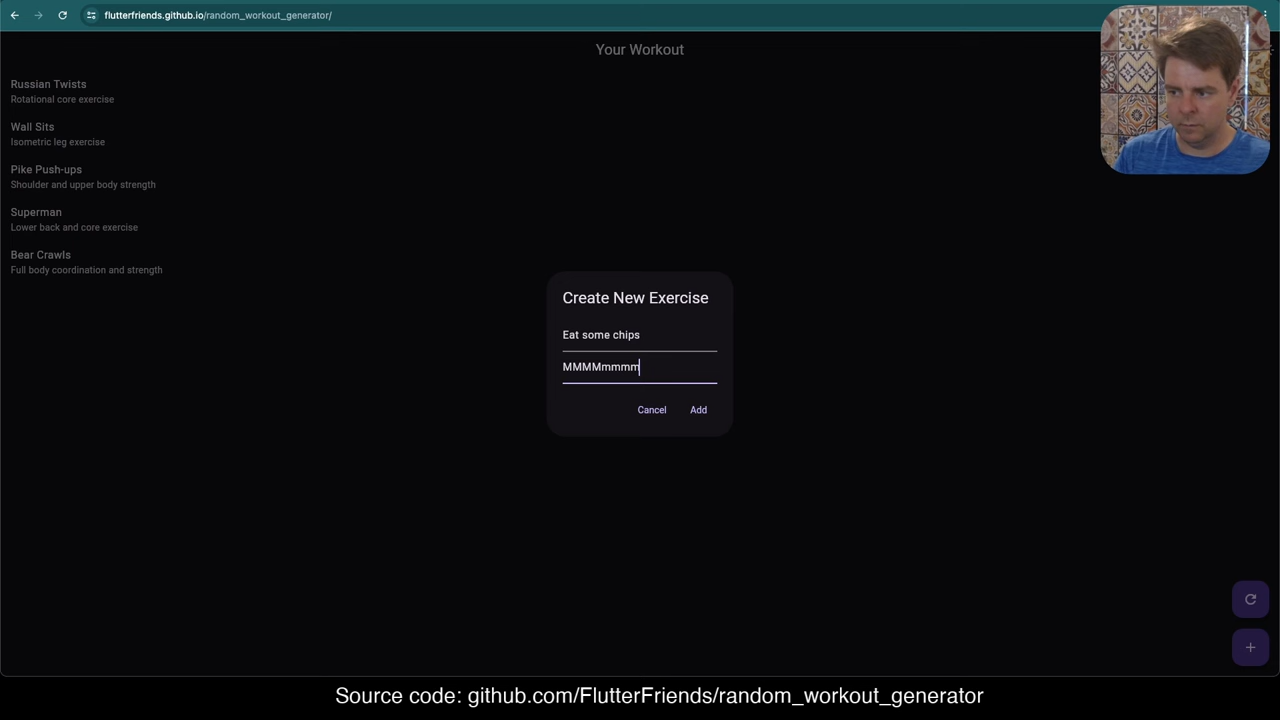 flutterfriends.github.io/random_workout_generator/
Your Workout
Russian Twists
Rotational core exercise
Wall Sits
Isometric leg exercise
Pike Push-ups
Shoulder and upper body strength
Superman
Lower back and core exercise
Bear Crawls
Full body coordination and strength
Create New Exercise
Eat some chips
MMMMmmmm
Cancel Add
Source code: github.com/FlutterFriends/random_workout_generator